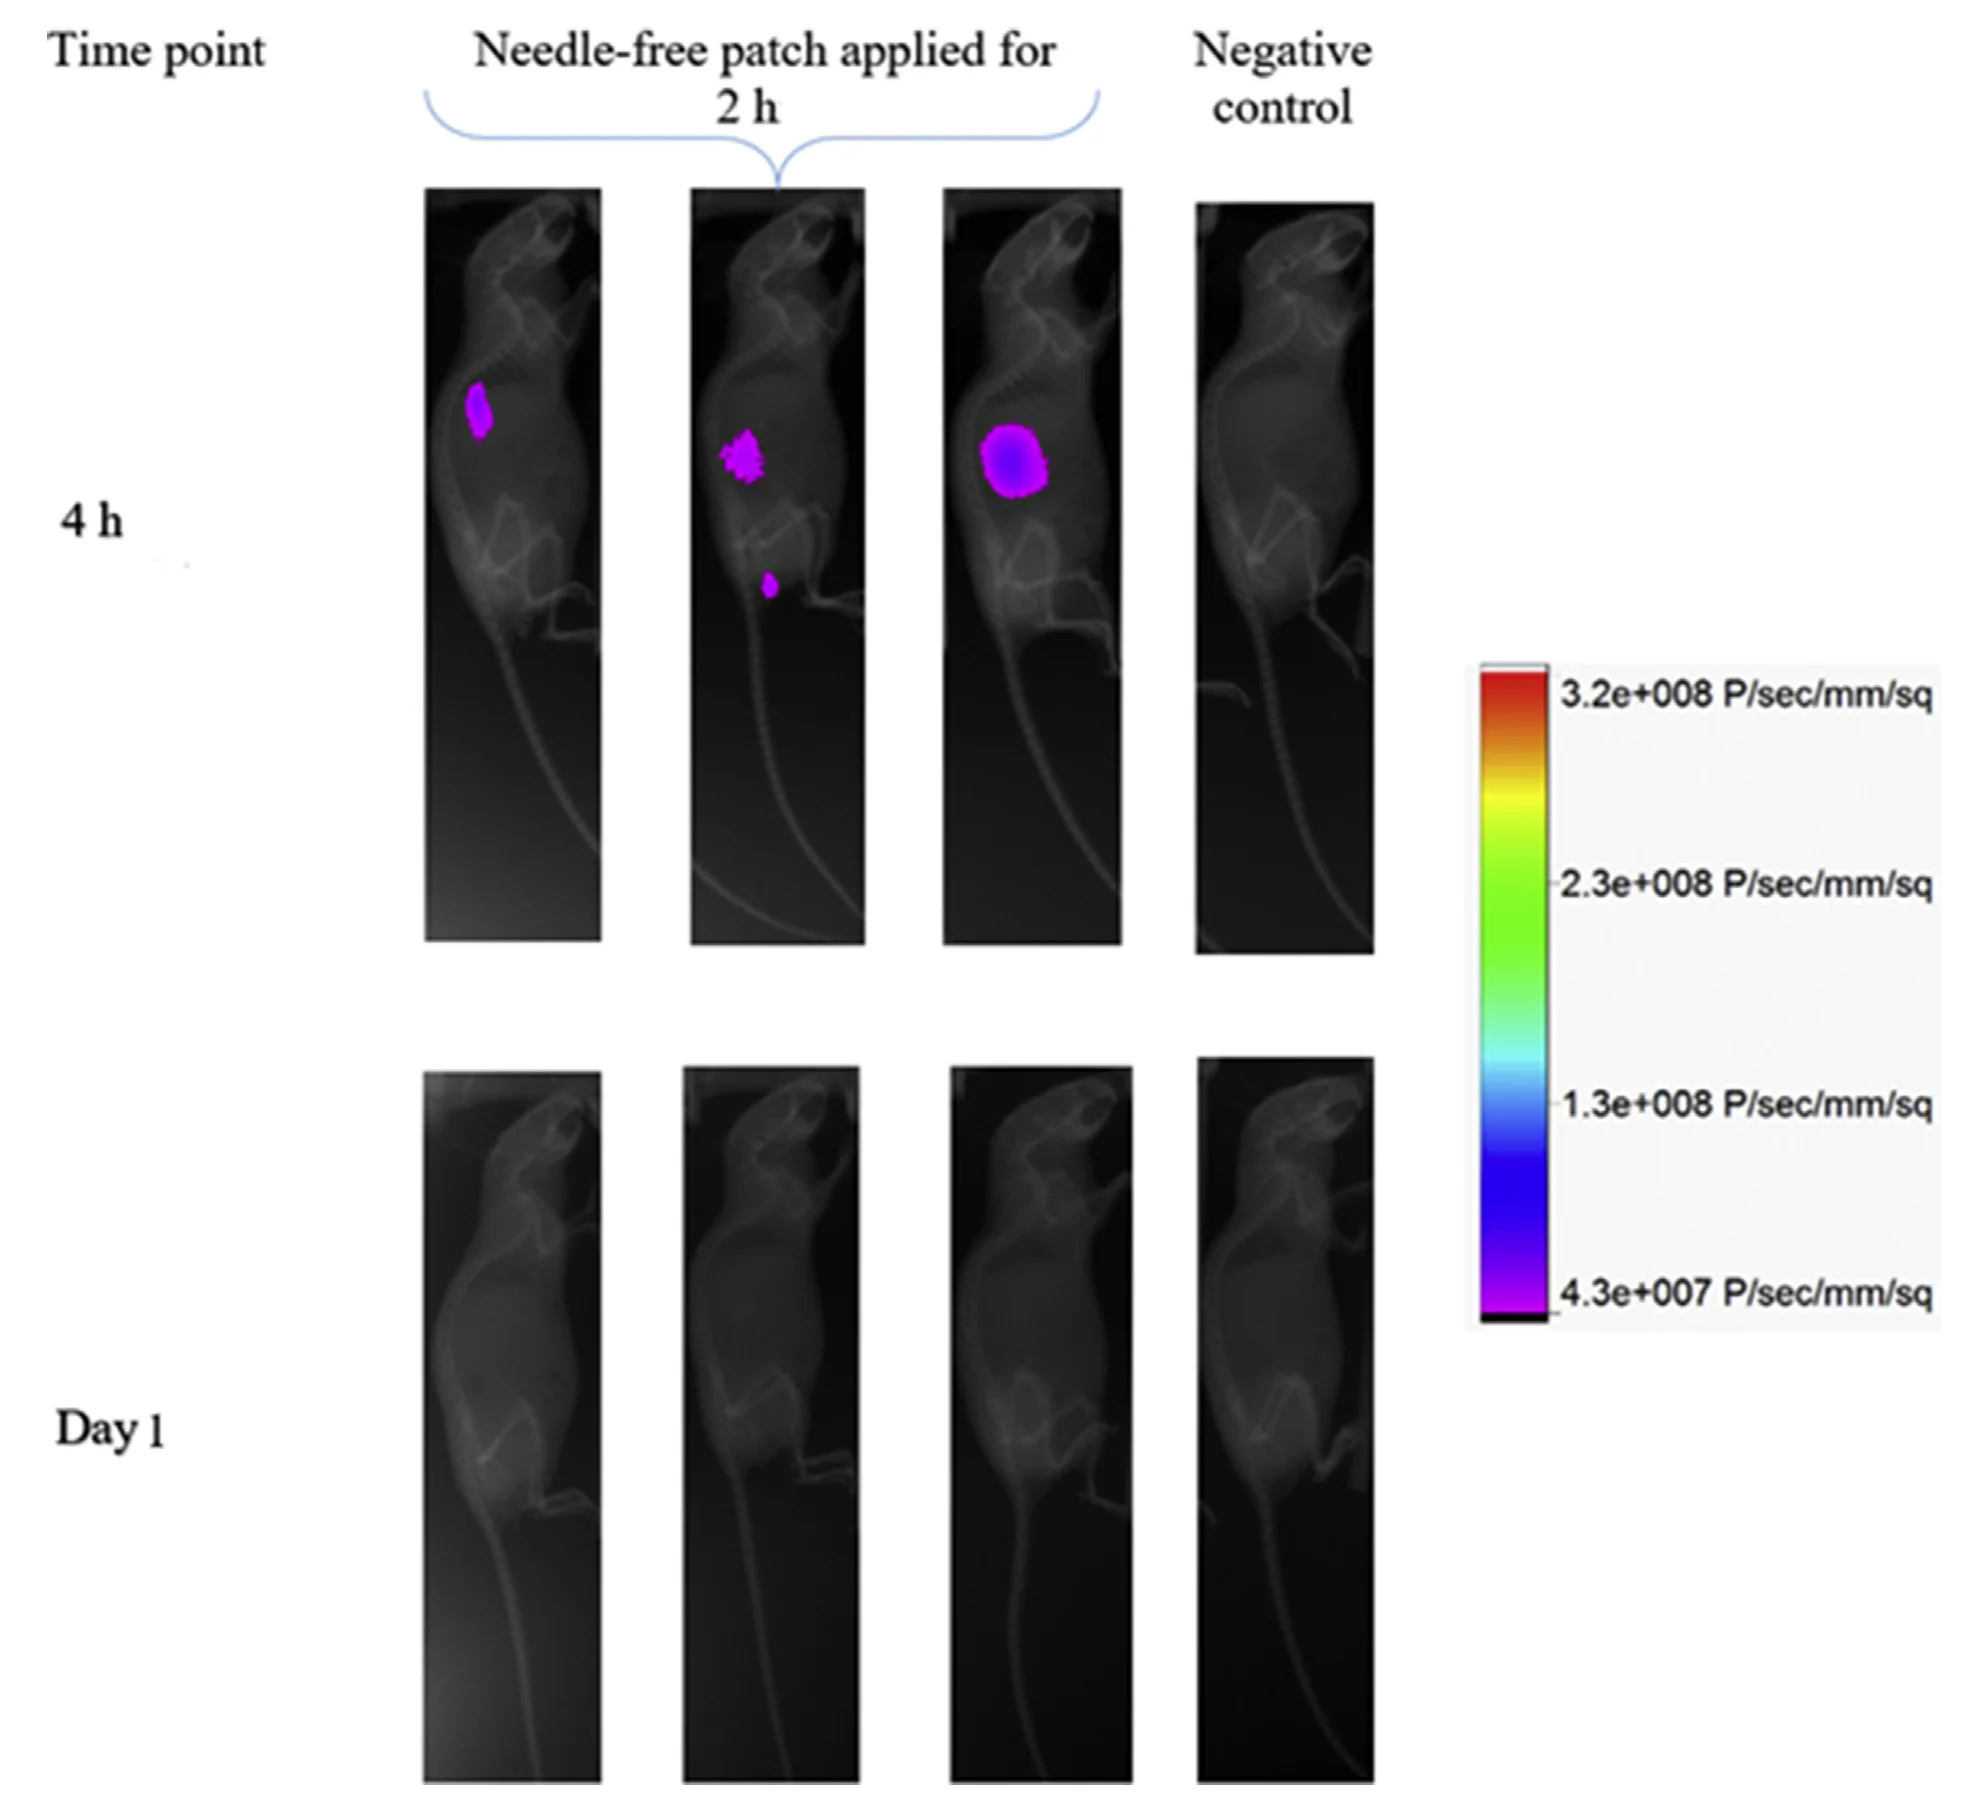 Time point
Needle-free patch applied for
2 h
Negative
control
4 h
3.2e+008 P/sec/mm/sq
2.3e+008 P/sec/mm/sq
1.3e+008 P/sec/mm/sq
4.3e+007 P/sec/mm/sq
Day 1